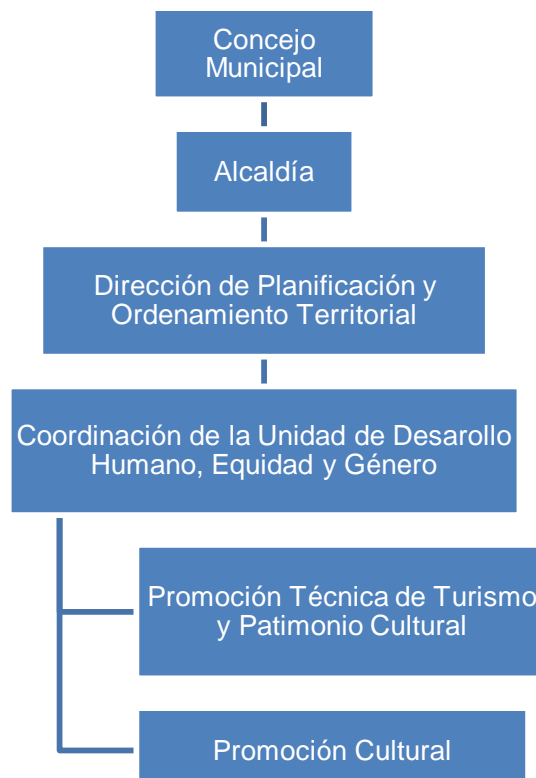 Concejo
Municipal
Alcaldía
Dirección de Planificación y
Ordenamiento Territorial
Coordinación de la Unidad de Desarollo
Humano, Equidad y Género
Promoción Técnica de Turismo
y Patimonio Cultural
Promoción Cultural